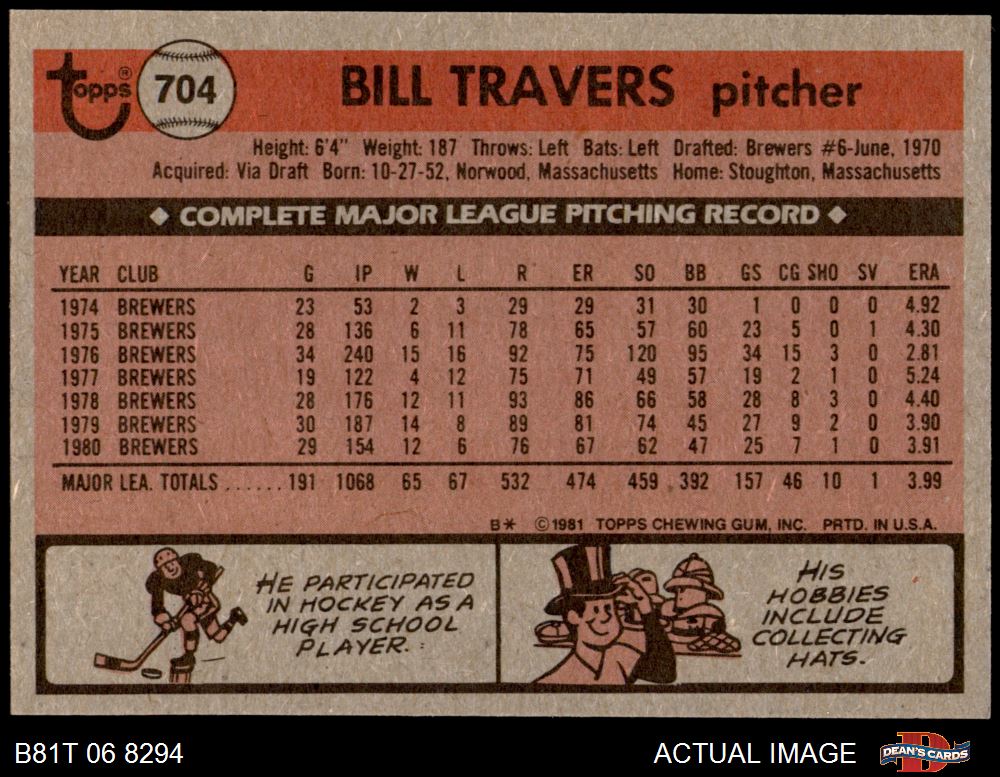 topps® 704 BILL TRAVERS pitcher
Height: 6'4" Weight: 187 Throws: Left Bats: Left Drafted: Brewers #6-June, 1970
Acquired: Via Draft Born: 10-27-52, Norwood, Massachusetts Home: Stoughton, Massachusetts
◆ COMPLETE MAJOR LEAGUE PITCHING RECORD ◆
YEAR CLUB G IP W L R ER SO BB GS CG SHO SV ERA
1974 BREWERS 23 53 2 3 29 29 31 30 1 0 0 0 4.92
1975 BREWERS 28 136 6 11 78 65 57 60 23 5 0 1 4.30
1976 BREWERS 34 240 15 16 92 75 120 95 34 15 3 0 2.81
1977 BREWERS 19 122 4 12 75 71 49 57 19 2 1 0 5.24
1978 BREWERS 28 176 12 11 93 86 66 58 28 8 3 0 4.40
1979 BREWERS 30 187 14 8 89 81 74 45 27 9 2 0 3.90
1980 BREWERS 29 154 12 6 76 67 62 47 25 7 1 0 3.91
MAJOR LEA. TOTALS ...... 191 1068 65 67 532 474 459 392 157 46 10 1 3.99
B* ©1981 TOPPS CHEWING GUM, INC. PRTD. IN U.S.A.
HE PARTICIPATED
IN HOCKEY AS A
HIGH SCHOOL
PLAYER.
HIS
HOBBIES
INCLUDE
COLLECTING
HATS.
B81T 06 8294 ACTUAL IMAGE DEAN'S CARDS